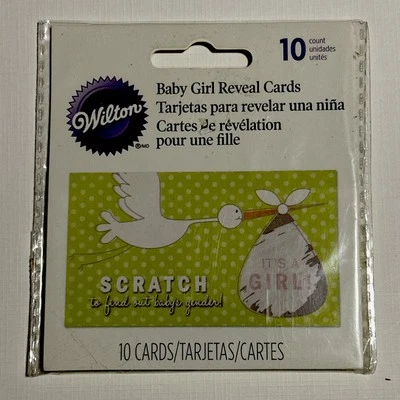 10 count
unidades
unités
Baby Girl Reveal Cards
Tarjetas para revelar una niña
Cartes de révélation
pour une fille
Wilton
®/MD
IT'S A
GIRL!
SCRATCH
to find out baby's gender!
10 CARDS/TARJETAS/CARTES